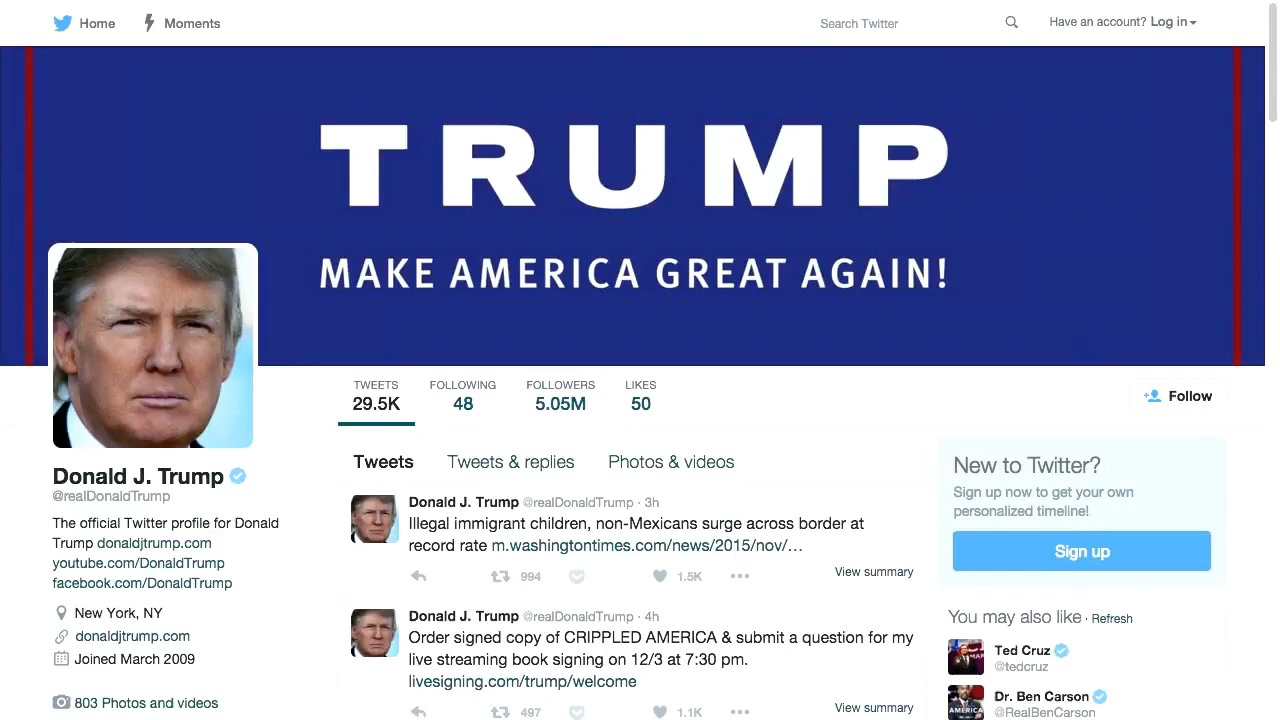 Home
Moments
Search Twitter
Have an account? Log in
TRUMP
MAKE AMERICA GREAT AGAIN!
TWEETS
29.5K
FOLLOWING
48
FOLLOWERS
5.05M
LIKES
50
Follow
Donald J. Trump
@realDonaldTrump
The official Twitter profile for Donald
Trump donaldjtrump.com
youtube.com/DonaldTrump
facebook.com/DonaldTrump
New York, NY
donaldjtrump.com
Joined March 2009
803 Photos and videos
Tweets
Tweets & replies
Photos & videos
Donald J. Trump @realDonaldTrump · 3h
Illegal immigrant children, non-Mexicans surge across border at
record rate m.washingtontimes.com/news/2015/nov/…
994
1.5K
View summary
Donald J. Trump @realDonaldTrump · 4h
Order signed copy of CRIPPLED AMERICA & submit a question for my
live streaming book signing on 12/3 at 7:30 pm.
livesigning.com/trump/welcome
497
1.1K
View summary
New to Twitter?
Sign up now to get your own
personalized timeline!
Sign up
You may also like · Refresh
Ted Cruz
@tedcruz
Dr. Ben Carson
@RealBenCarson